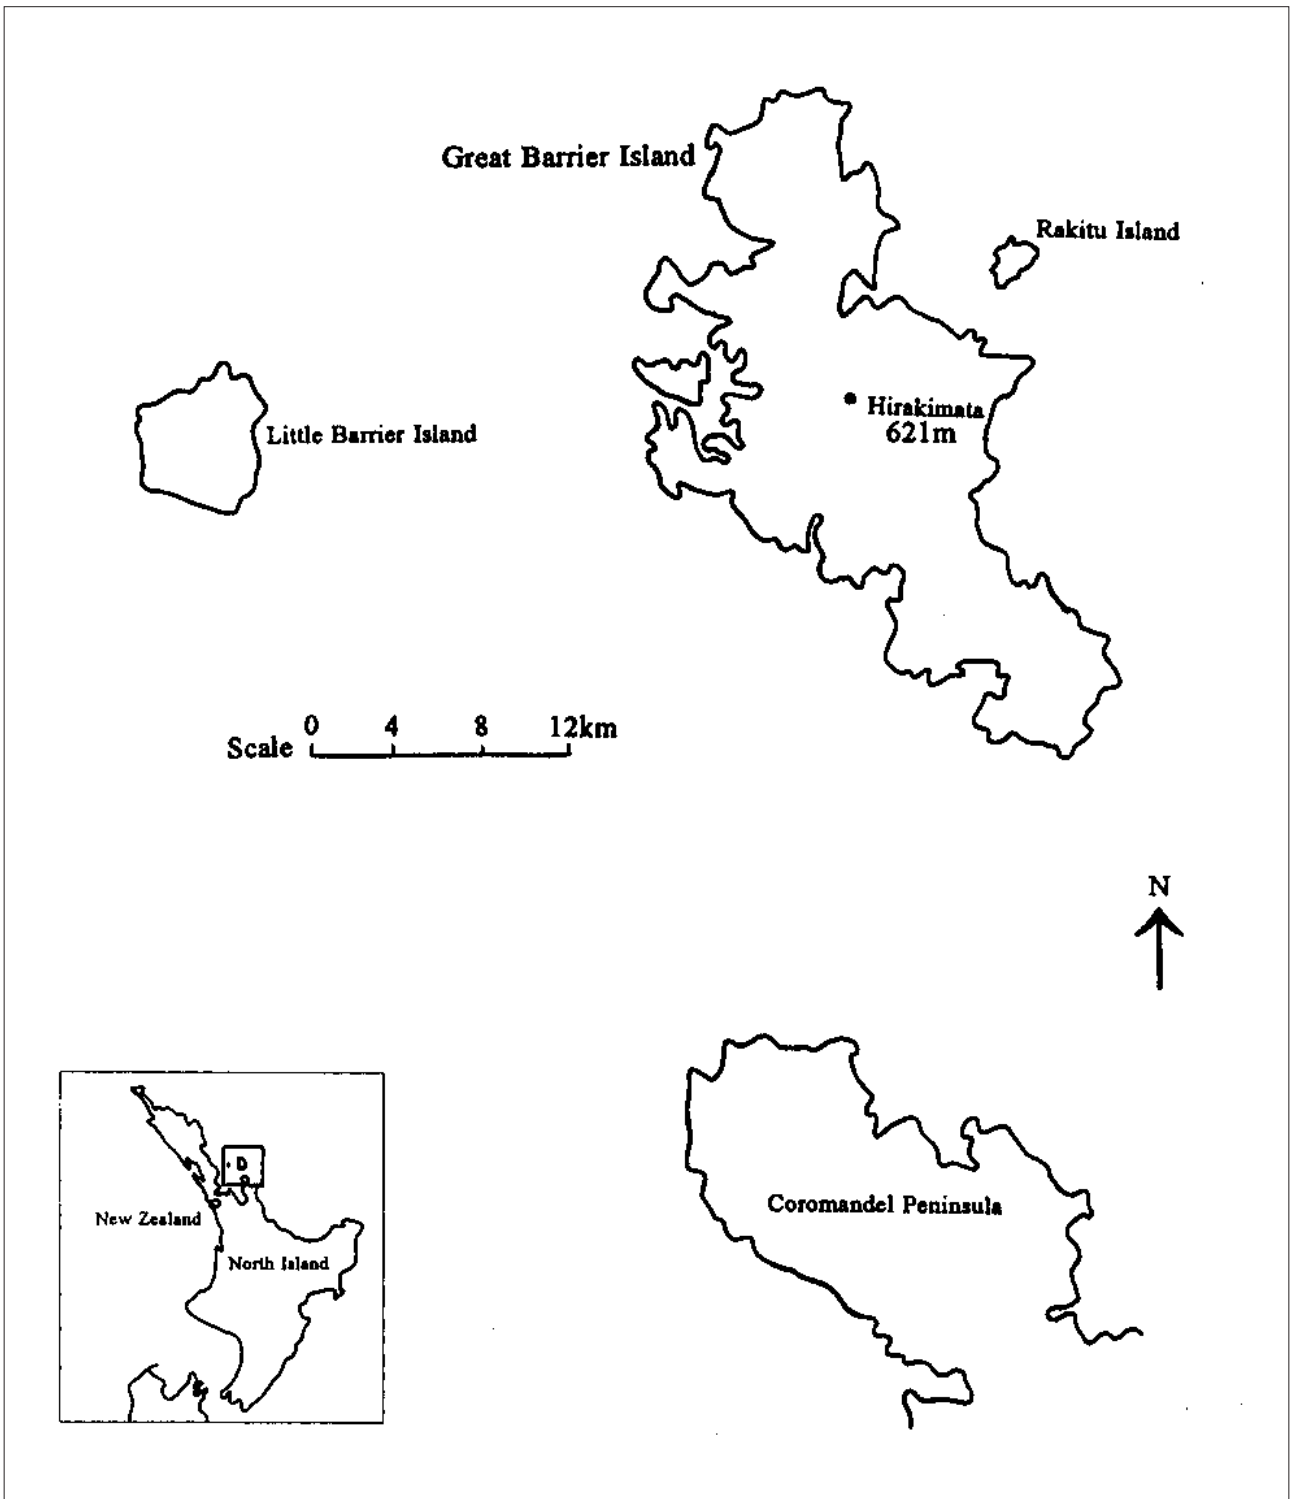 Great Barrier Island
Rakitu Island
Hirakimata
621m
Little Barrier Island
0 4 8 12km
Scale
N
Coromandel Peninsula
D
New Zealand
North Island